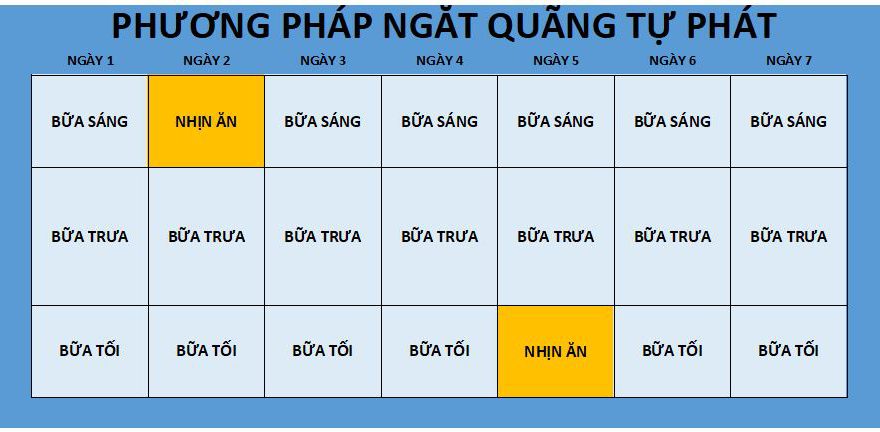 PHƯƠNG PHÁP NGẮT QUÃNG TỰ PHÁT
NGÀY 1 NGÀY 2 NGÀY 3 NGÀY 4 NGÀY 5 NGÀY 6 NGÀY 7
BỮA SÁNG NHỊN ĂN BỮA SÁNG BỮA SÁNG BỮA SÁNG BỮA SÁNG BỮA SÁNG
BỮA TRƯA BỮA TRƯA BỮA TRƯA BỮA TRƯA BỮA TRƯA BỮA TRƯA BỮA TRƯA
BỮA TỐI BỮA TỐI BỮA TỐI BỮA TỐI NHỊN ĂN BỮA TỐI BỮA TỐI